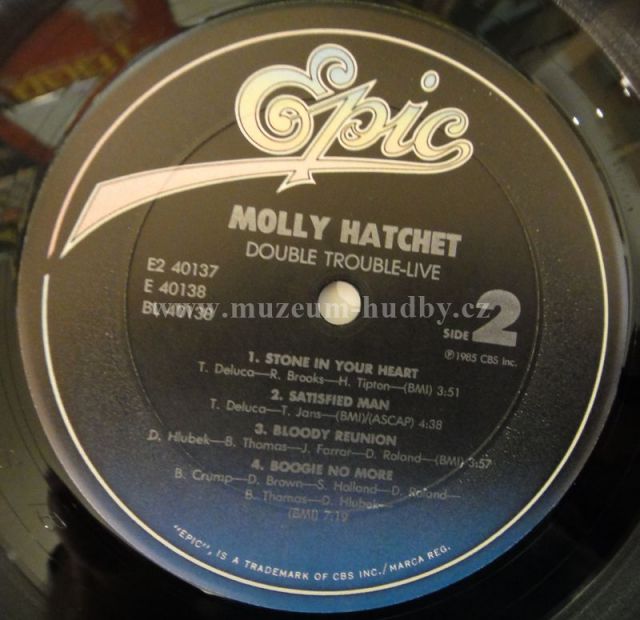 Epic
MOLLY HATCHET
DOUBLE TROUBLE-LIVE
E2 40137
E 40138
BL 40138
www.muzeum-hudby.cz
SIDE 2
℗ 1985 CBS Inc.
1. STONE IN YOUR HEART
T. Deluca—R. Brooks—H. Tipton—(BMI) 3:51
2. SATISFIED MAN
T. Deluca—T. Jans—(BMI)/(ASCAP) 4:38
3. BLOODY REUNION
D. Hlubek—B. Thomas—J. Farrar—D. Roland—(BMI) 3:57
4. BOOGIE NO MORE
B. Crump—D. Brown—S. Holland—D. Roland—
B. Thomas—D. Hlubek—
(BMI) 7:19
"EPIC", IS A TRADEMARK OF CBS INC./MARCA REG.